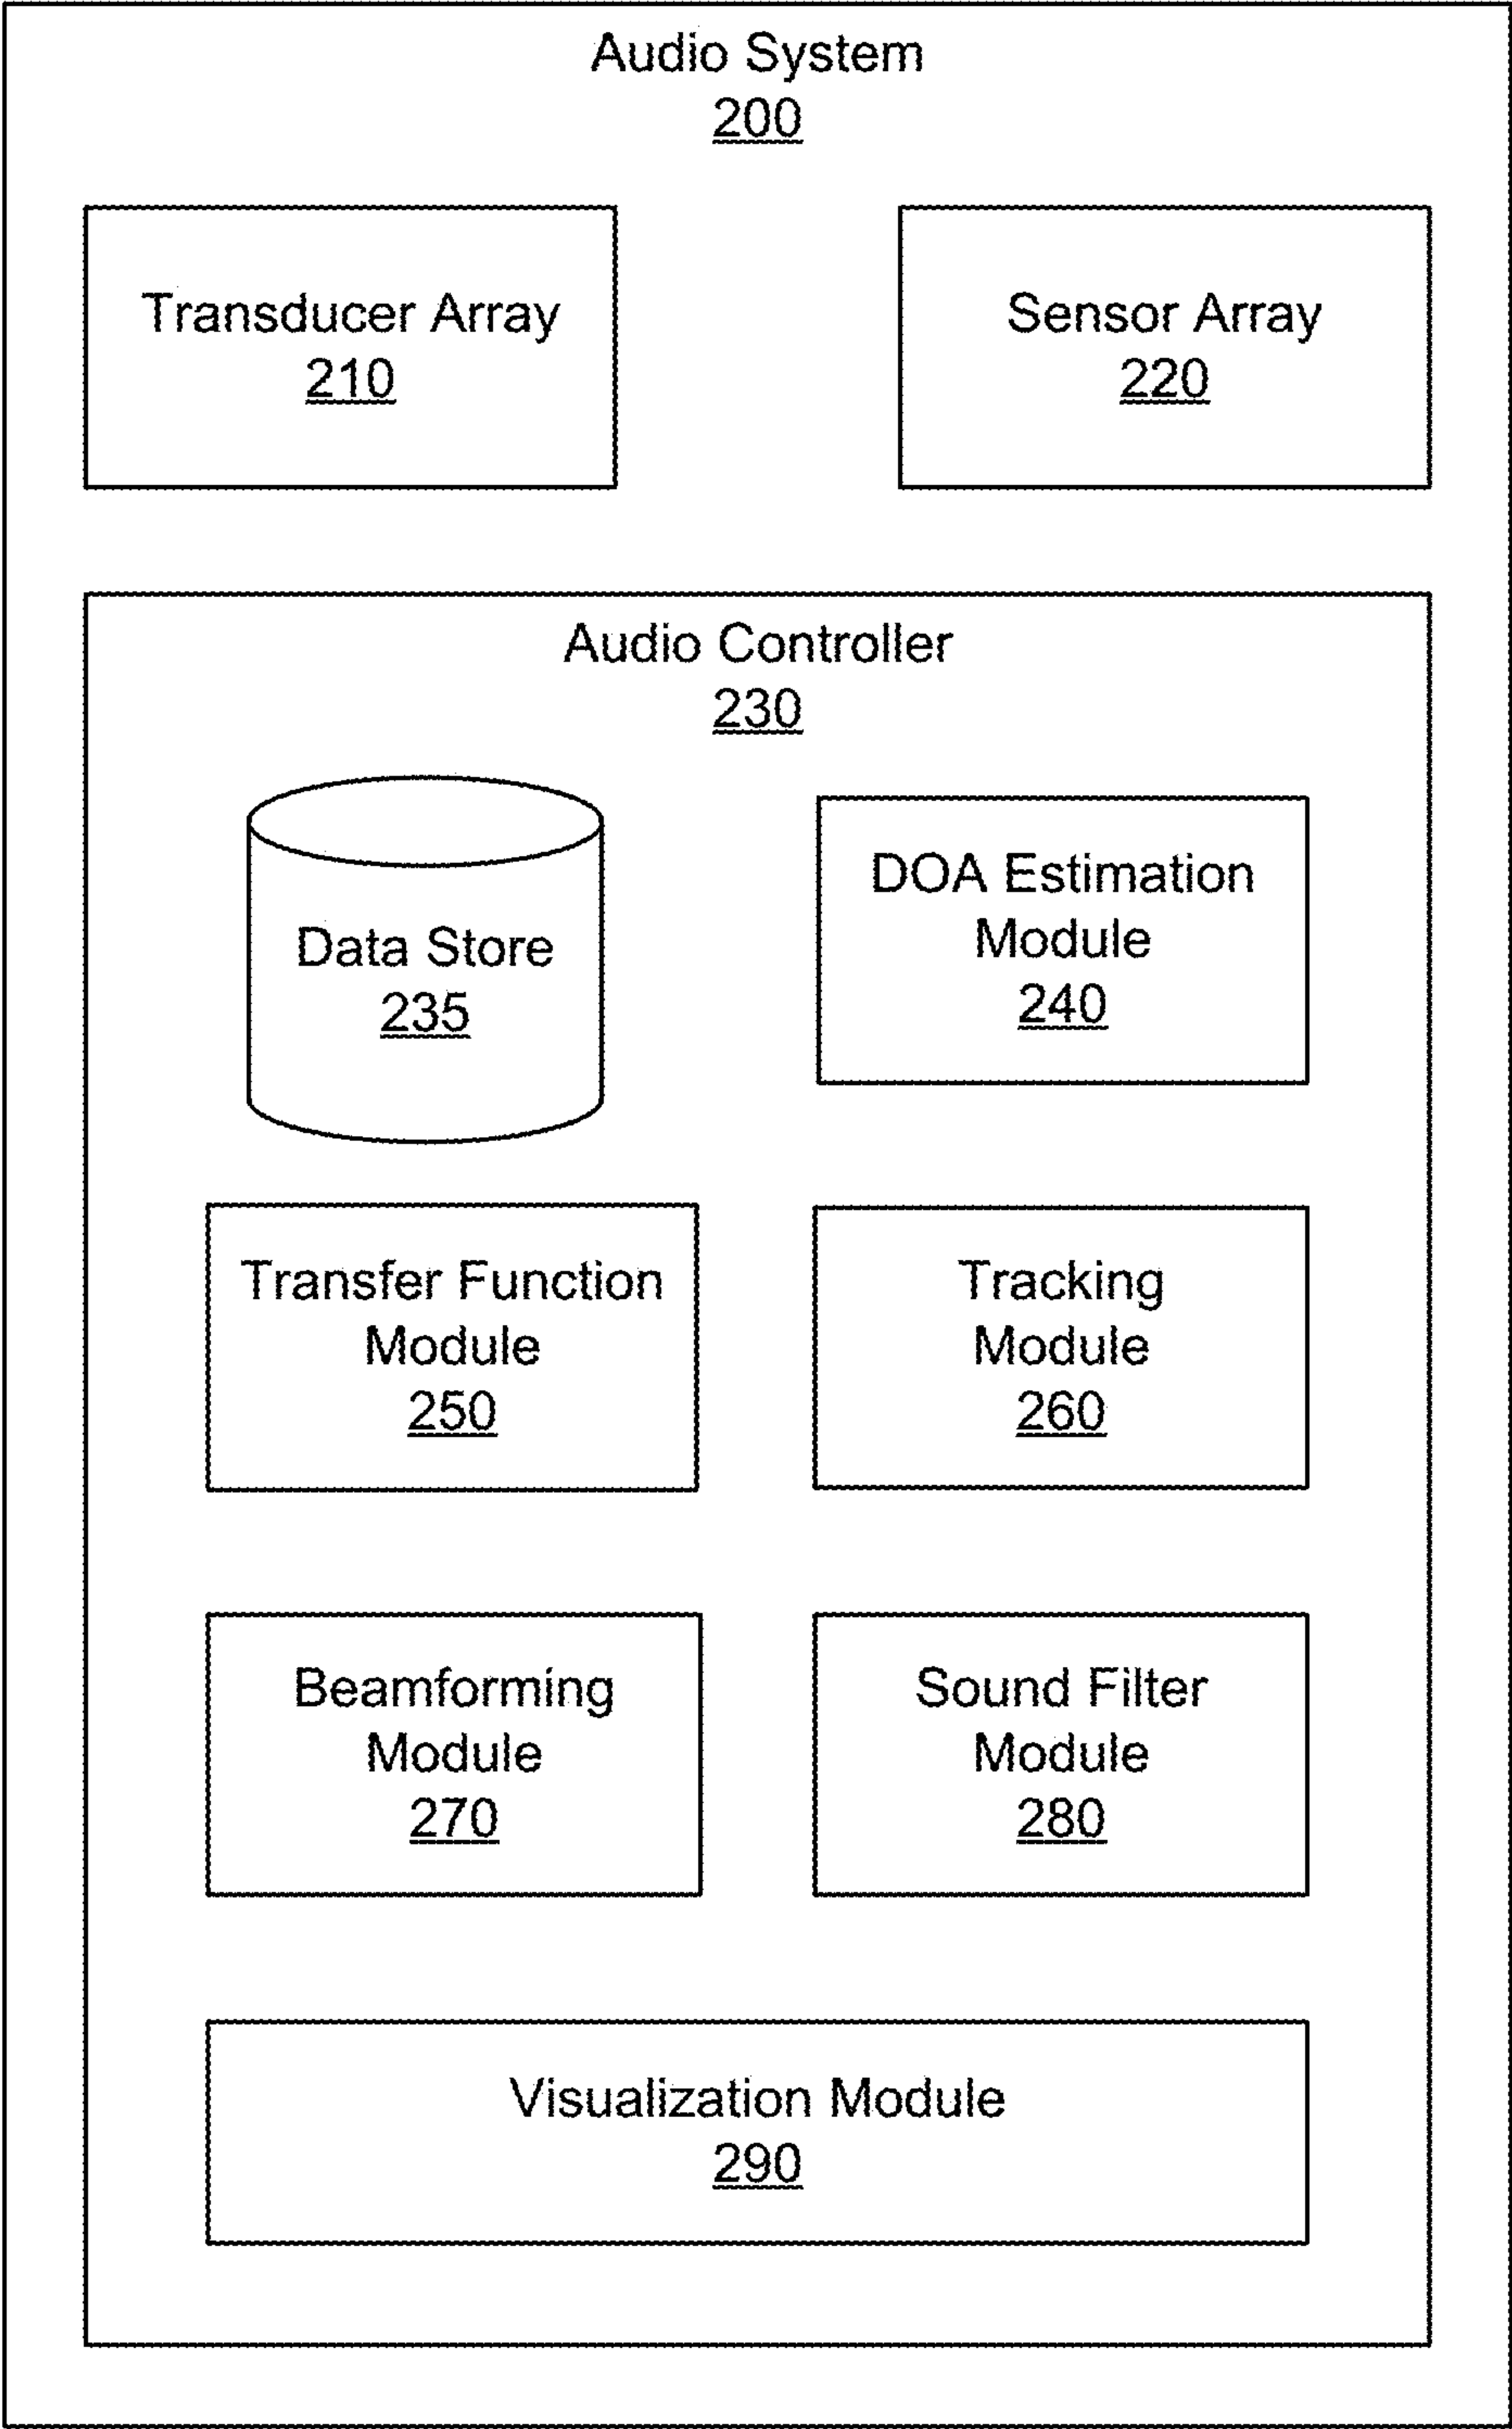 Audio System
200
Transducer Array
210
Sensor Array
220
Audio Controller
230
Data Store
235
DOA Estimation
Module
240
Transfer Function
Module
250
Tracking
Module
260
Beamforming
Module
270
Sound Filter
Module
280
Visualization Module
290